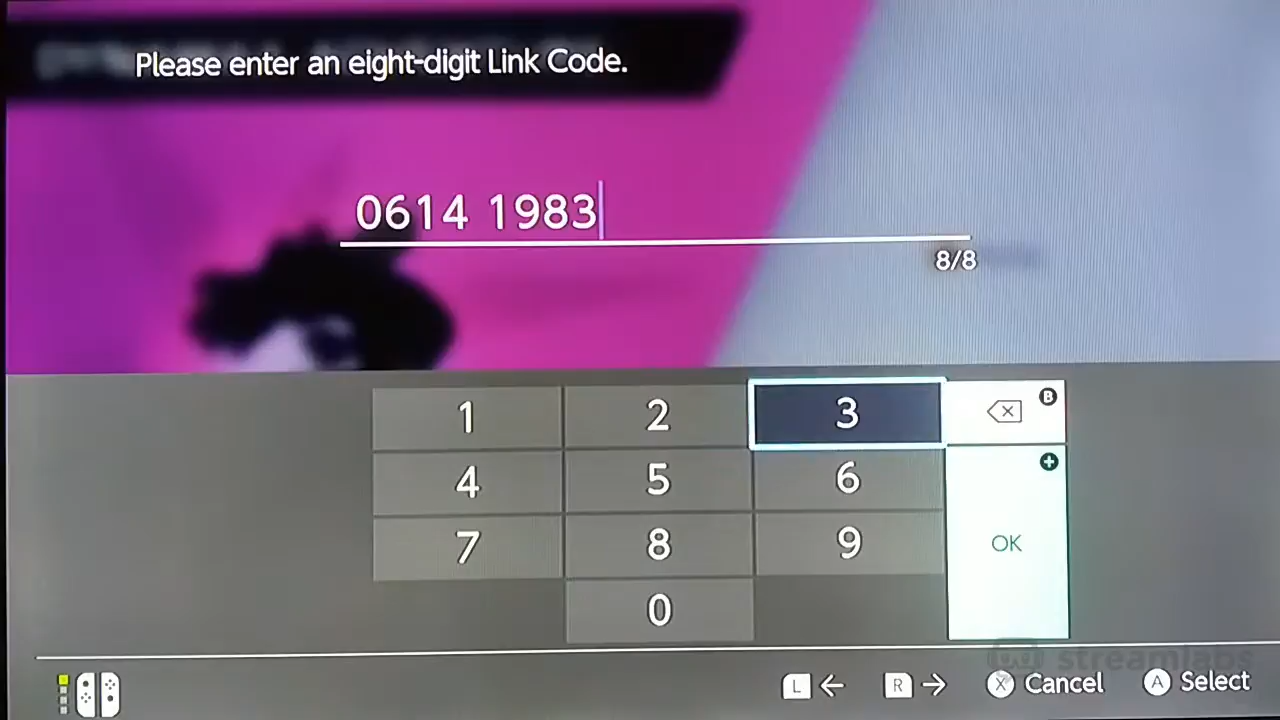 Please enter an eight-digit Link Code.
0614 1983
8/8
1 2 3 B
4 5 6 +
7 8 9 OK
0
streamlabs
L ← R → X Cancel A Select